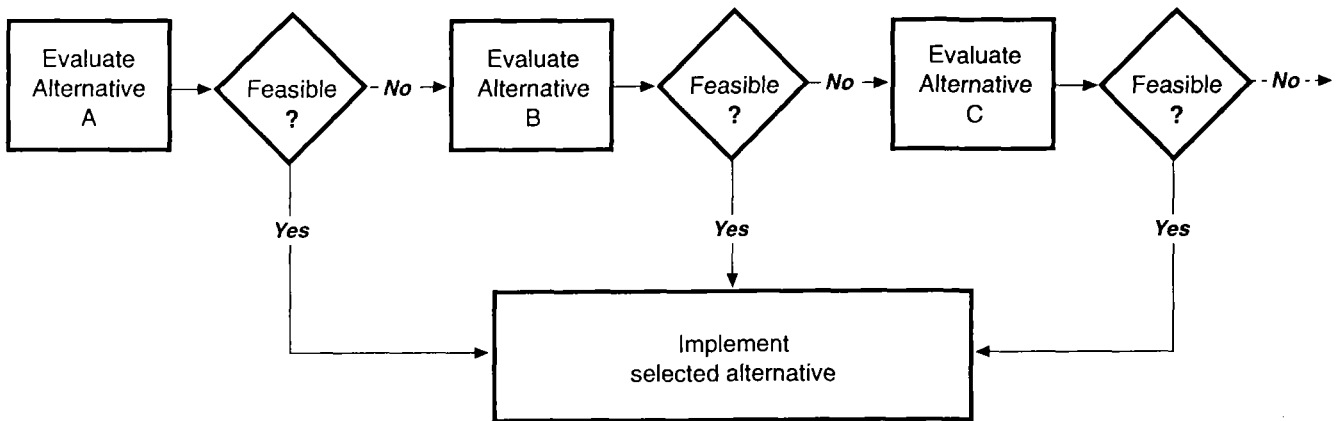 Evaluate
Alternative
A
Feasible
?
No
Evaluate
Alternative
B
Feasible
?
No
Evaluate
Alternative
C
Feasible
?
No
Yes
Yes
Yes
Implement
selected alternative